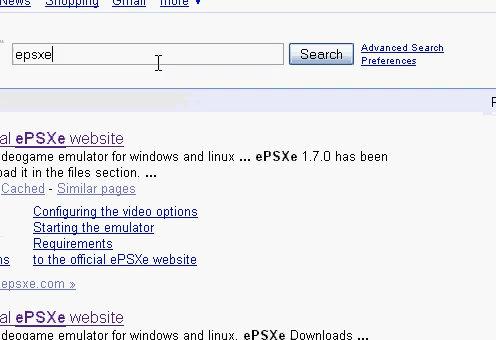 News Shopping Gmail more ▼
epsxe Search Advanced Search
Preferences
al ePSXe website
deogame emulator for windows and linux ... ePSXe 1.7.0 has been
oad it in the files section. ...
Cached - Similar pages
Configuring the video options
Starting the emulator
Requirements
ns to the official ePSXe website
epsxe.com »
al ePSXe website
deogame emulator for windows and linux. ePSXe Downloads ...